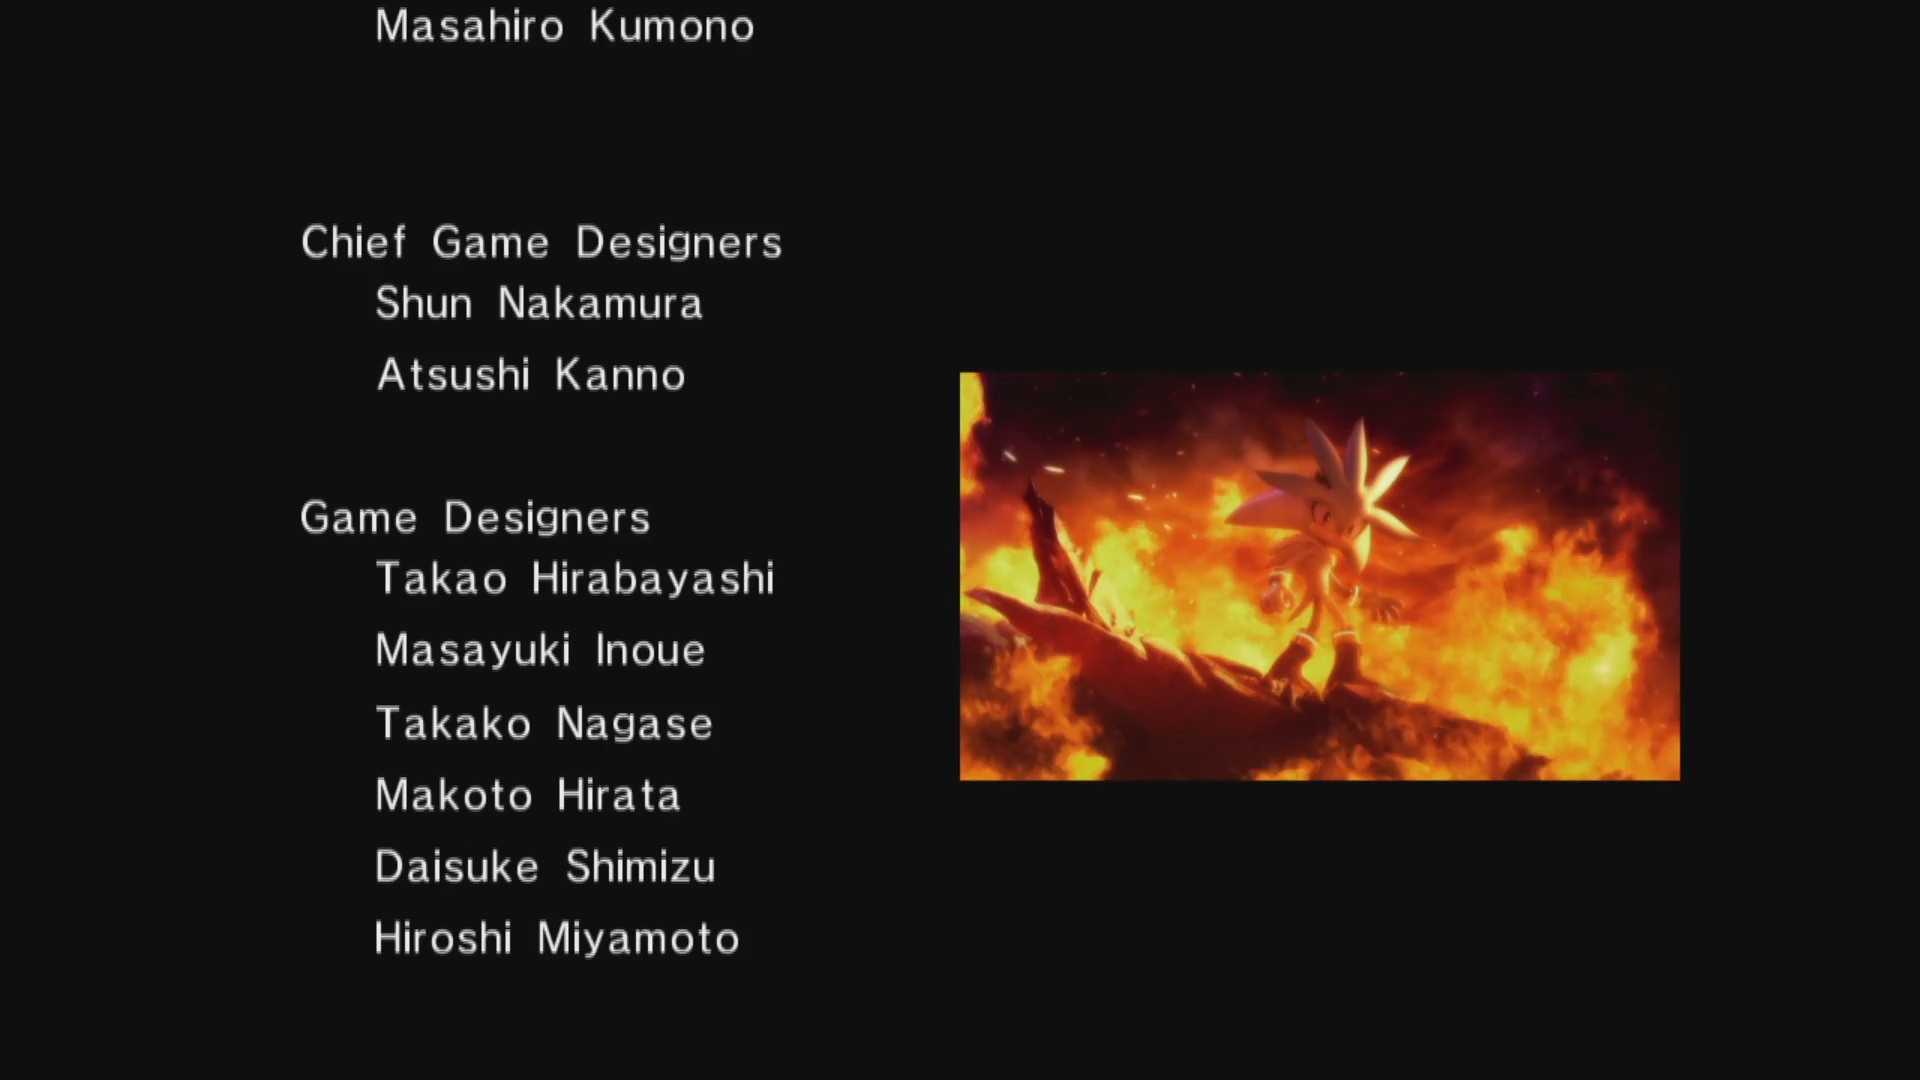 Masahiro Kumono
Chief Game Designers
Shun Nakamura
Atsushi Kanno
Game Designers
Takao Hirabayashi
Masayuki Inoue
Takako Nagase
Makoto Hirata
Daisuke Shimizu
Hiroshi Miyamoto